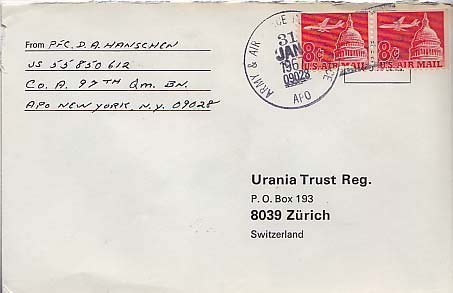 From PFC. D. A. HANSCHEN
US 55 850 612
Co. A. 97TH Qm. BN.
APO NEW YORK, N.Y. 09028
ARMY & AIR
31
JAN
196
09028
APO
8¢ U.S. AIR MAIL
8¢ U.S. AIR MAIL
Urania Trust Reg.
P. O. Box 193
8039 Zürich
Switzerland